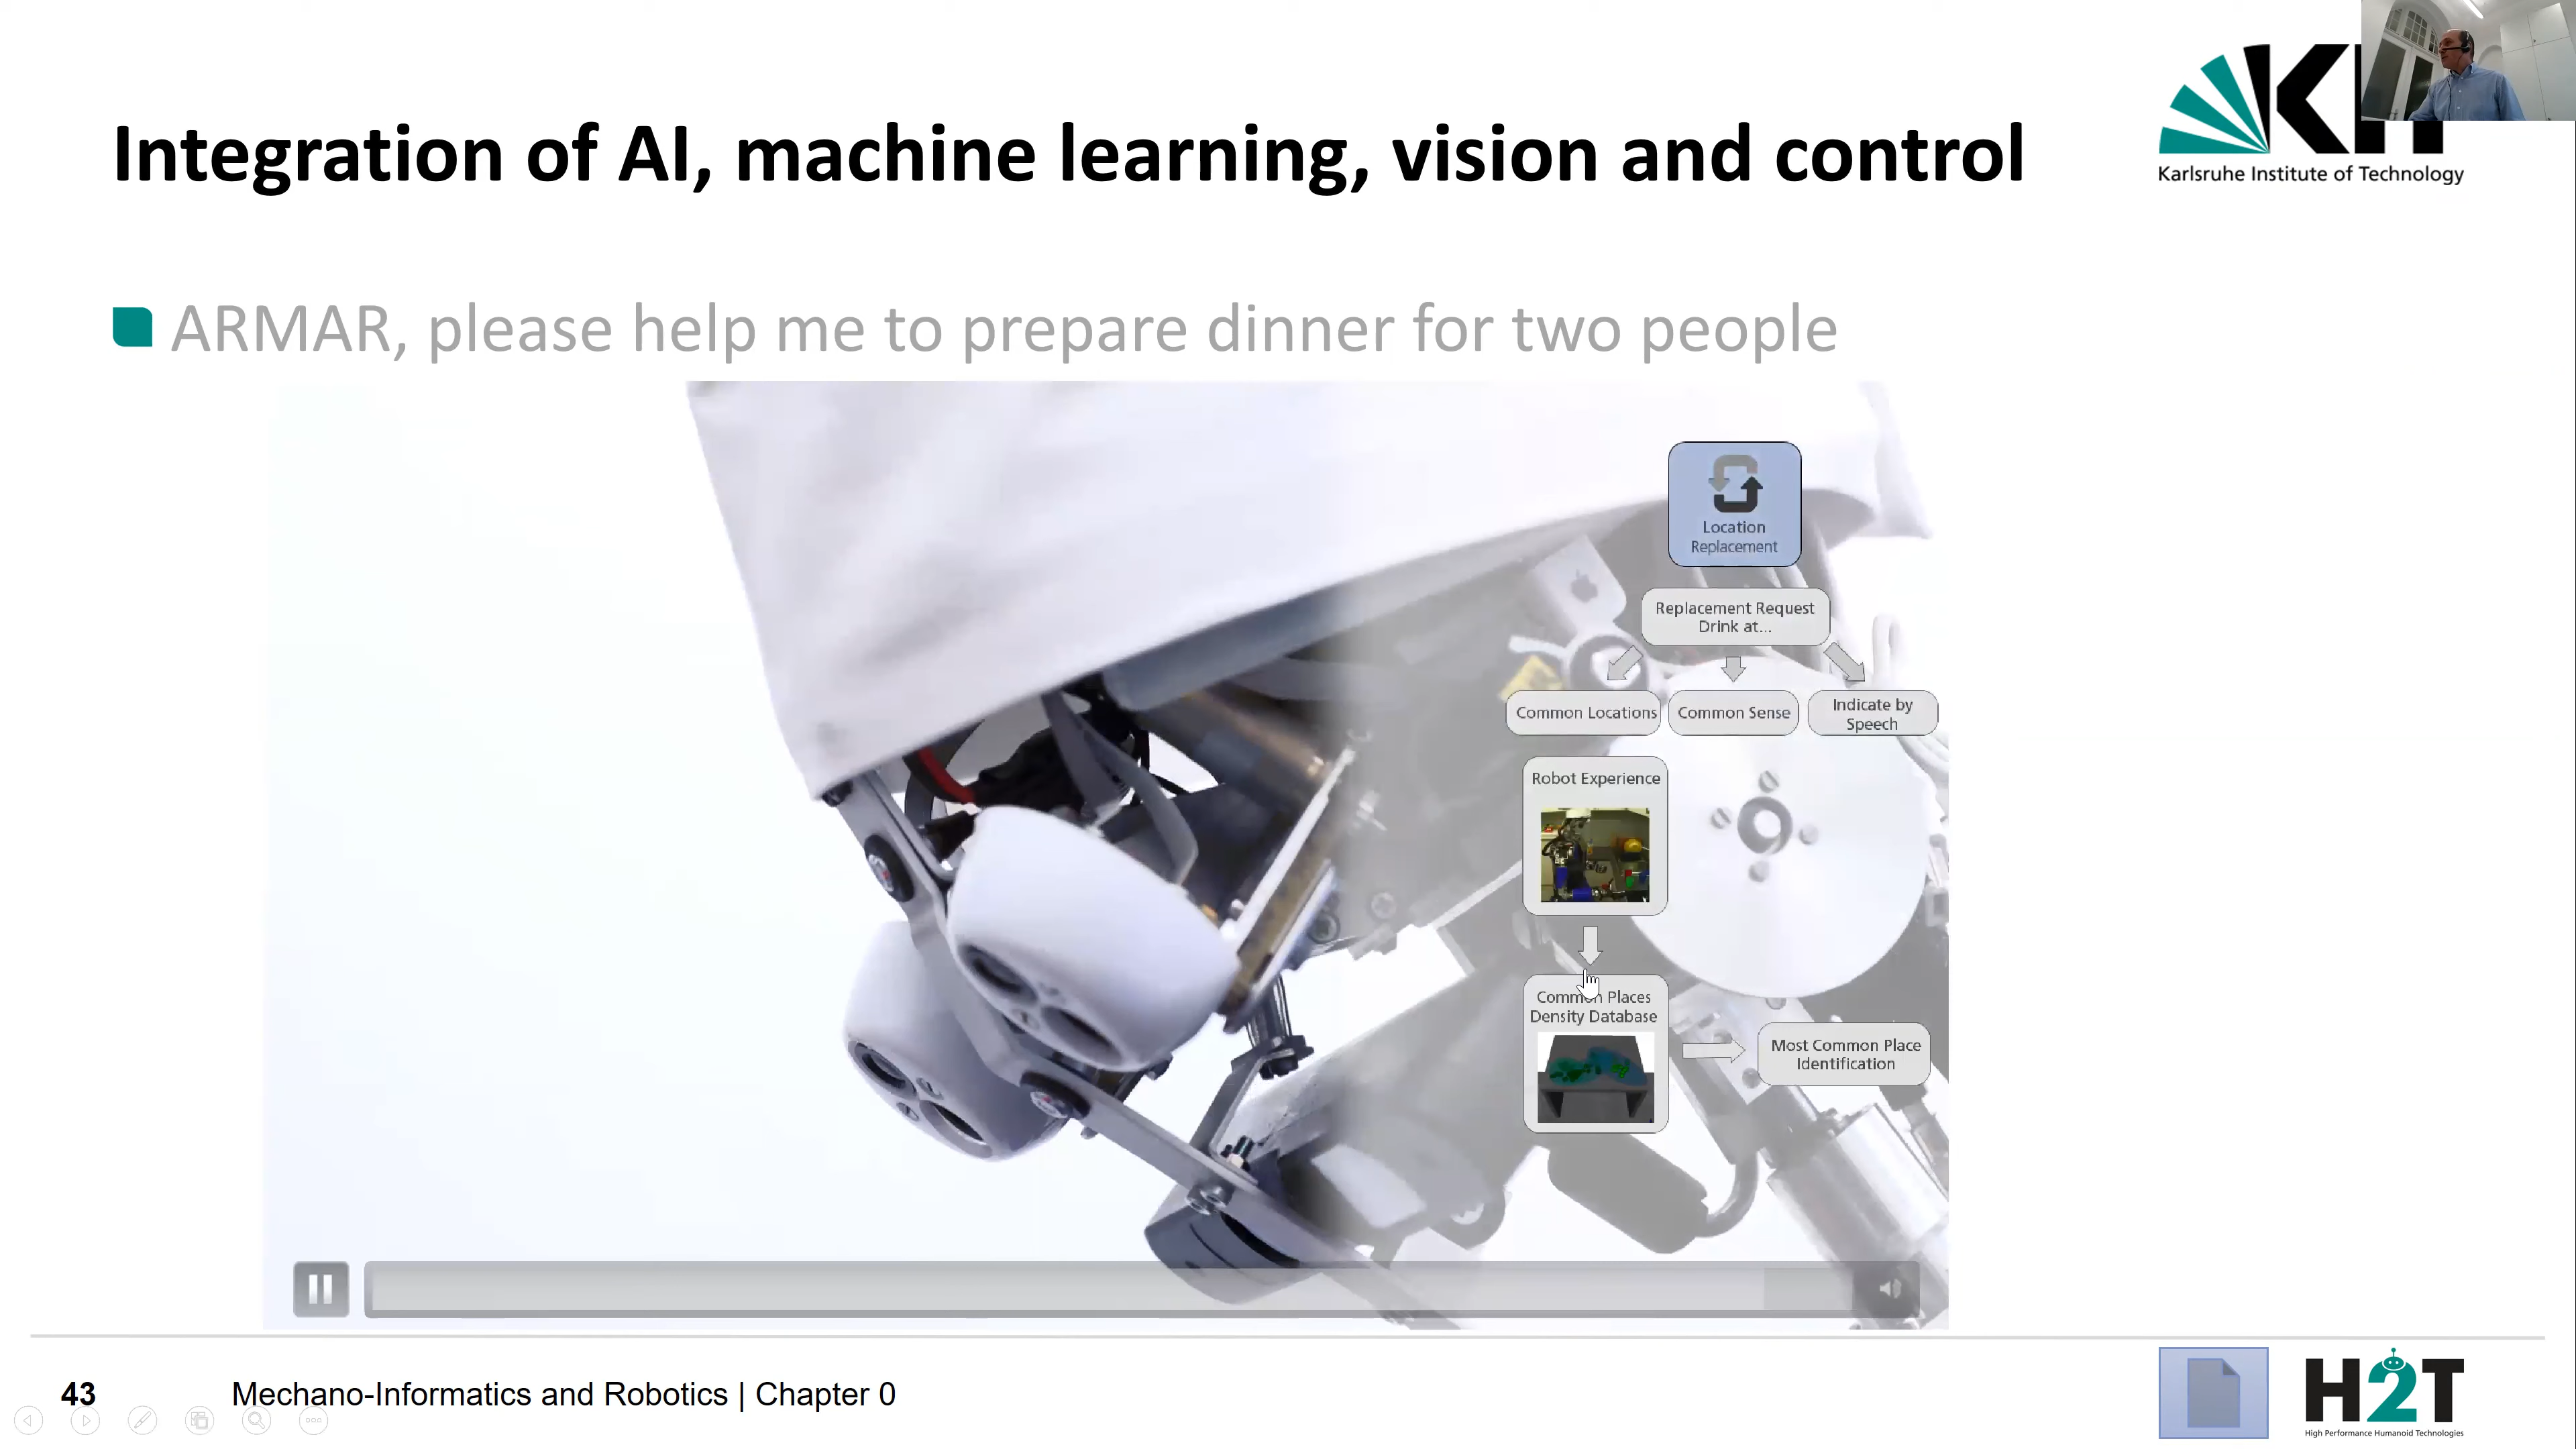 Integration of AI, machine learning, vision and control
Karlsruhe Institute of Technology
ARMAR, please help me to prepare dinner for two people
Location
Replacement
Replacement Request
Drink at...
Common Locations
Common Sense
Indicate by
Speech
Robot Experience
Common Places
Density Database
Most Common Place
Identification
43
Mechano-Informatics and Robotics | Chapter 0
H2T
High Performance Humanoid Technologies